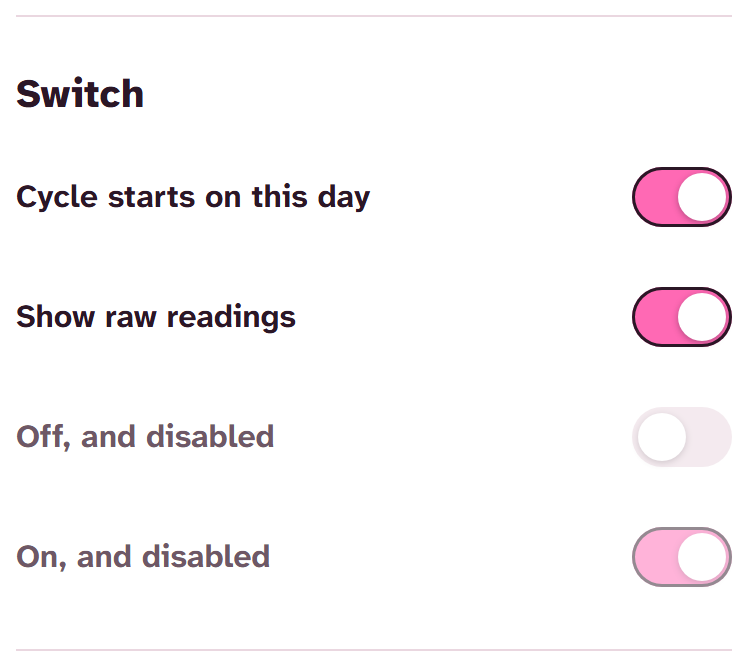 Switch
Cycle starts on this day
Show raw readings
Off, and disabled
On, and disabled